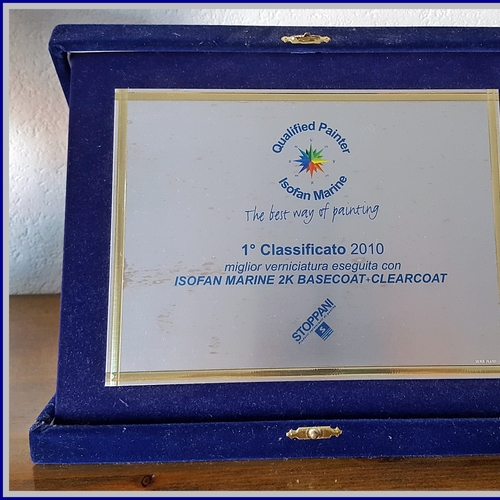 Qualified Painter
Isofan Marine
The best way of painting
1° Classificato 2010
miglior verniciatura eseguita con
ISOFAN MARINE 2K BASECOAT+CLEARCOAT
STOPPANI